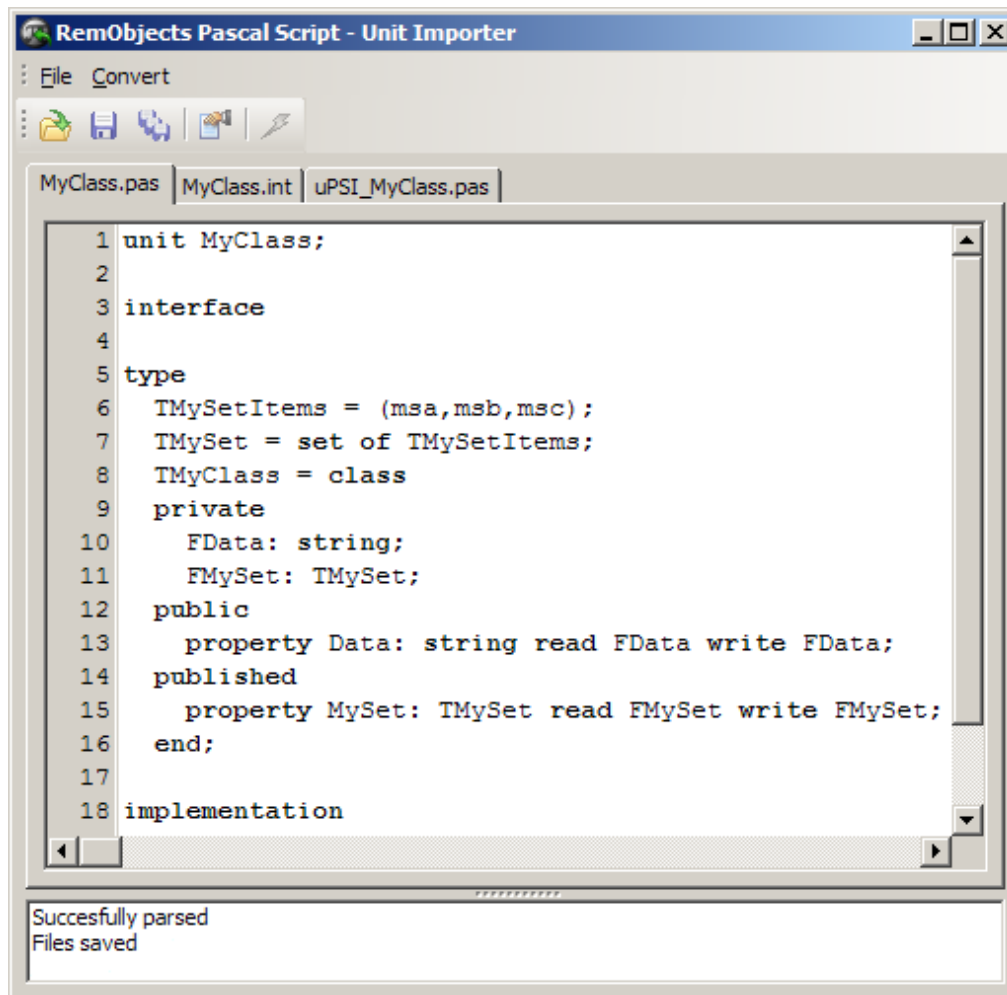 RemObjects Pascal Script - Unit Importer
File Convert
MyClass.pas MyClass.int uPSI_MyClass.pas
1 unit MyClass;
2
3 interface
4
5 type
6 TMySetItems = (msa,msb,msc);
7 TMySet = set of TMySetItems;
8 TMyClass = class
9 private
10 FData: string;
11 FMySet: TMySet;
12 public
13 property Data: string read FData write FData;
14 published
15 property MySet: TMySet read FMySet write FMySet;
16 end;
17
18 implementation
Succesfully parsed
Files saved